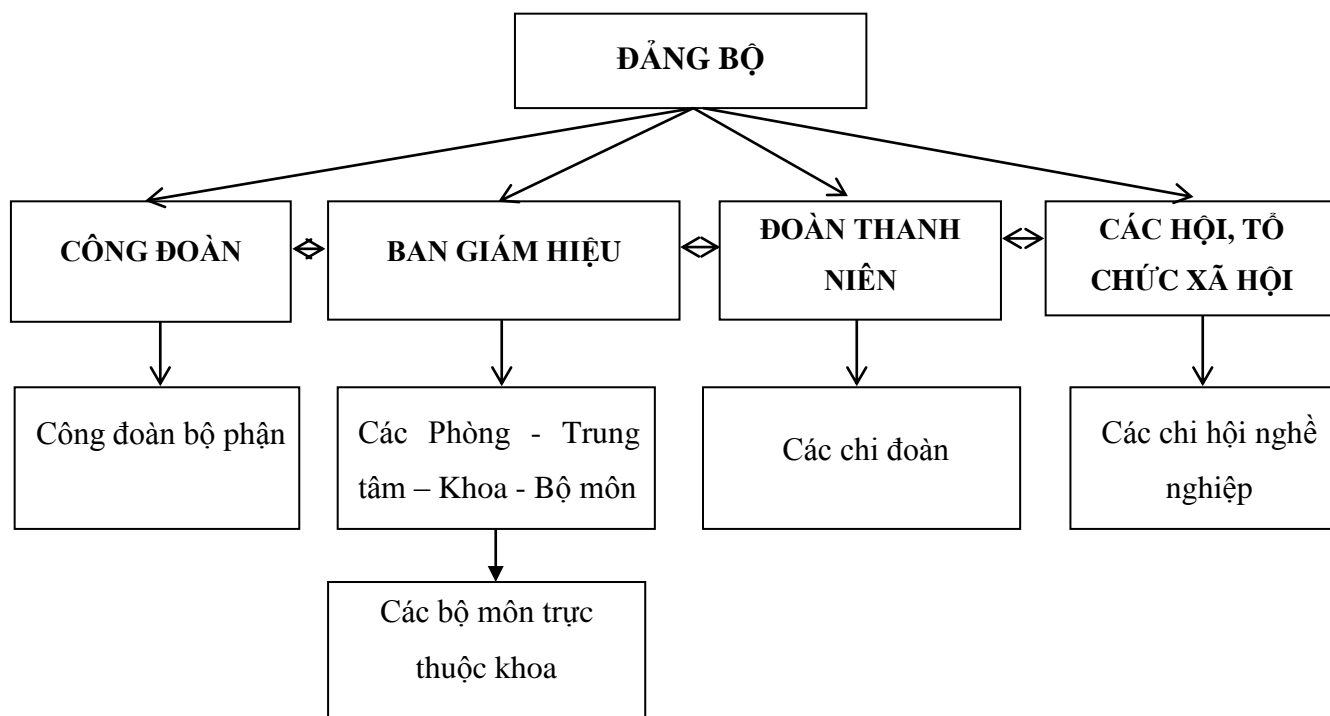 ĐẢNG BỘ
CÔNG ĐOÀN
BAN GIÁM HIỆU
ĐOÀN THANH
NIÊN
CÁC HỘI, TỔ
CHỨC XÃ HỘI
Công đoàn bộ phận
Các Phòng - Trung
tâm – Khoa - Bộ môn
Các chi đoàn
Các chi hội nghề
nghiệp
Các bộ môn trực
thuộc khoa